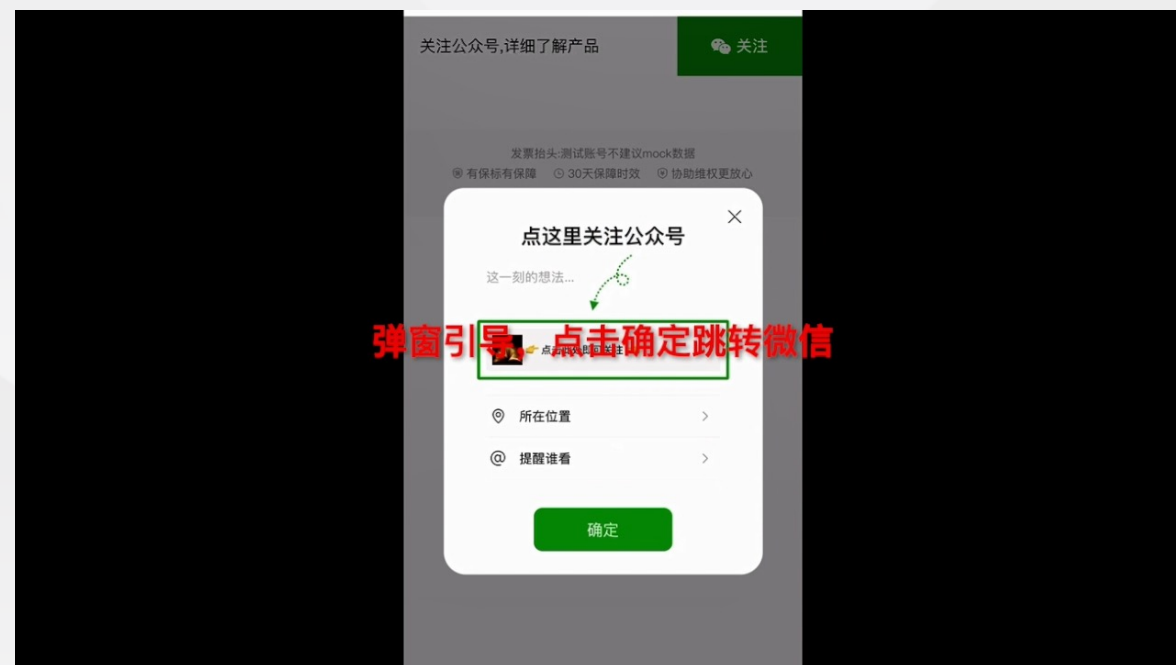 关注公众号,详细了解产品
关注
发票抬头:测试账号不建议mock数据
有保标有保障 30天保障时效 协助维权更放心
点这里关注公众号
这一刻的想法...
弹窗引导，点击确定跳转微信
所在位置
@ 提醒谁看
确定